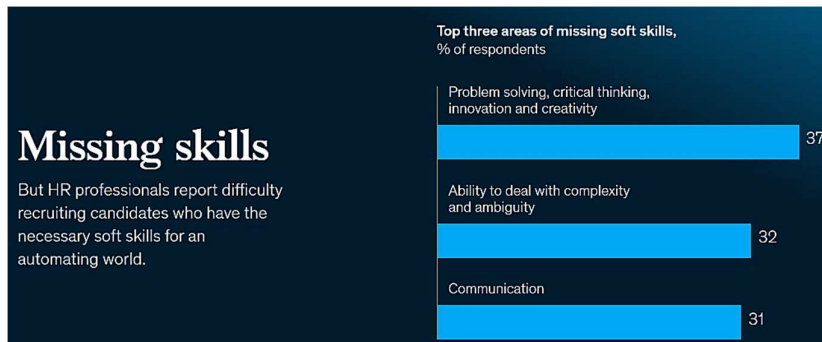 Missing skills
But HR professionals report difficulty
recruiting candidates who have the
necessary soft skills for an
automating world.
Top three areas of missing soft skills,
% of respondents
Problem solving, critical thinking,
innovation and creativity
37
Ability to deal with complexity
and ambiguity
32
Communication
31